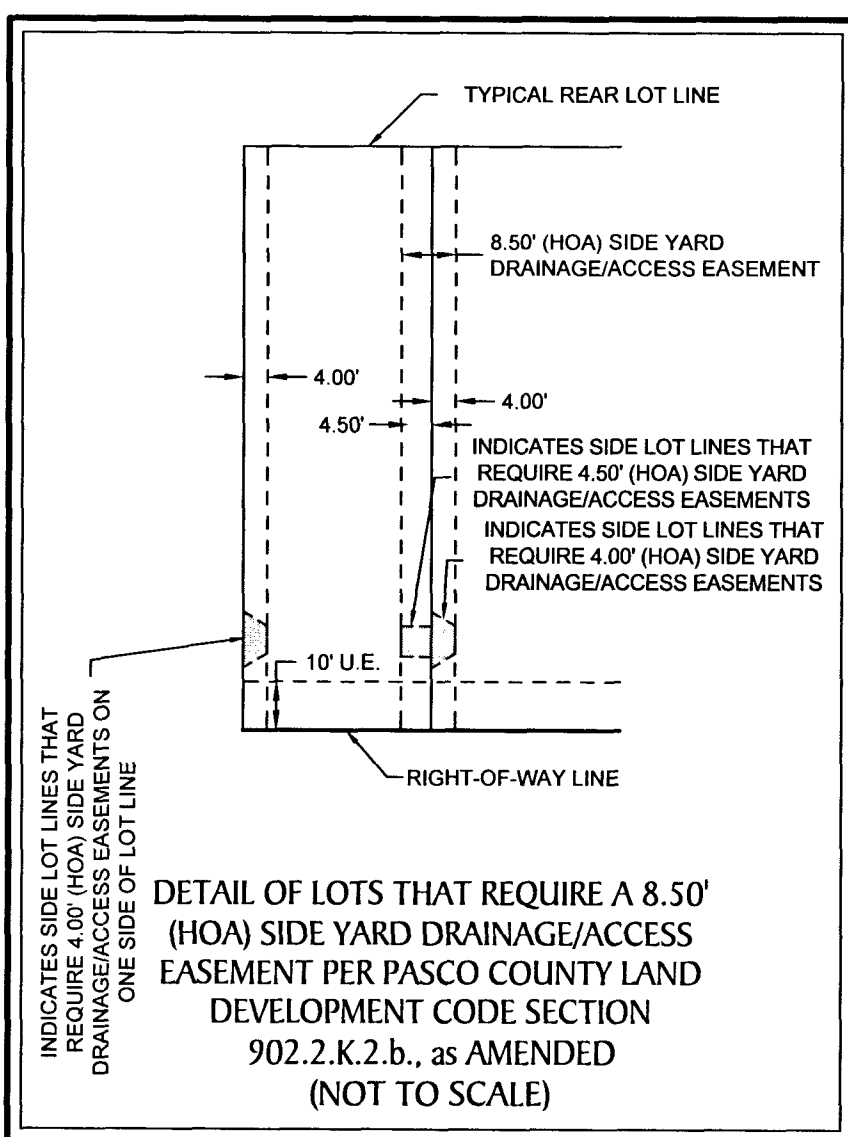 TYPICAL REAR LOT LINE
8.50' (HOA) SIDE YARD
DRAINAGE/ACCESS EASEMENT
4.00'
4.00'
4.50'
INDICATES SIDE LOT LINES THAT
REQUIRE 4.50' (HOA) SIDE YARD
DRAINAGE/ACCESS EASEMENTS
INDICATES SIDE LOT LINES THAT
REQUIRE 4.00' (HOA) SIDE YARD
DRAINAGE/ACCESS EASEMENTS
10' U.E.
RIGHT-OF-WAY LINE
INDICATES SIDE LOT LINES THAT
REQUIRE 4.00' (HOA) SIDE YARD
DRAINAGE/ACCESS EASEMENTS ON
ONE SIDE OF LOT LINE
DETAIL OF LOTS THAT REQUIRE A 8.50'
(HOA) SIDE YARD DRAINAGE/ACCESS
EASEMENT PER PASCO COUNTY LAND
DEVELOPMENT CODE SECTION
902.2.K.2.b., as AMENDED
(NOT TO SCALE)